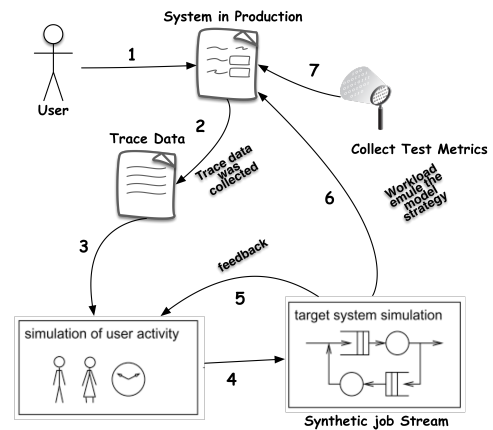 System in Production
1
7
User
2
Trace Data
Trace data
was
collected
Collect Test Metrics
Workload
emule the
model
strategy
6
3
feedback
5
simulation of user activity
target system simulation
4
Synthetic job Stream